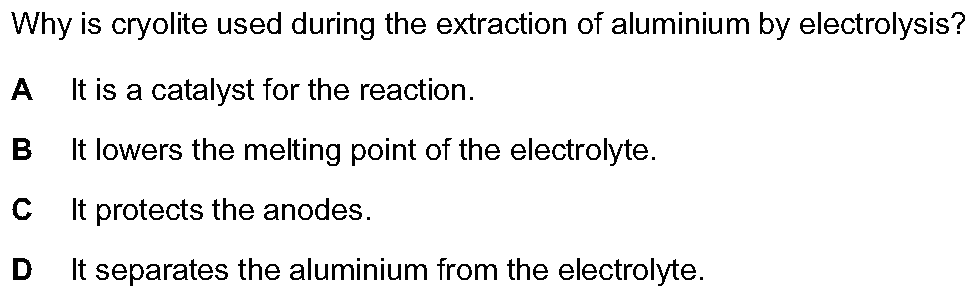 Why is cryolite used during the extraction of aluminium by electrolysis?
A It is a catalyst for the reaction.
B It lowers the melting point of the electrolyte.
C It protects the anodes.
D It separates the aluminium from the electrolyte.